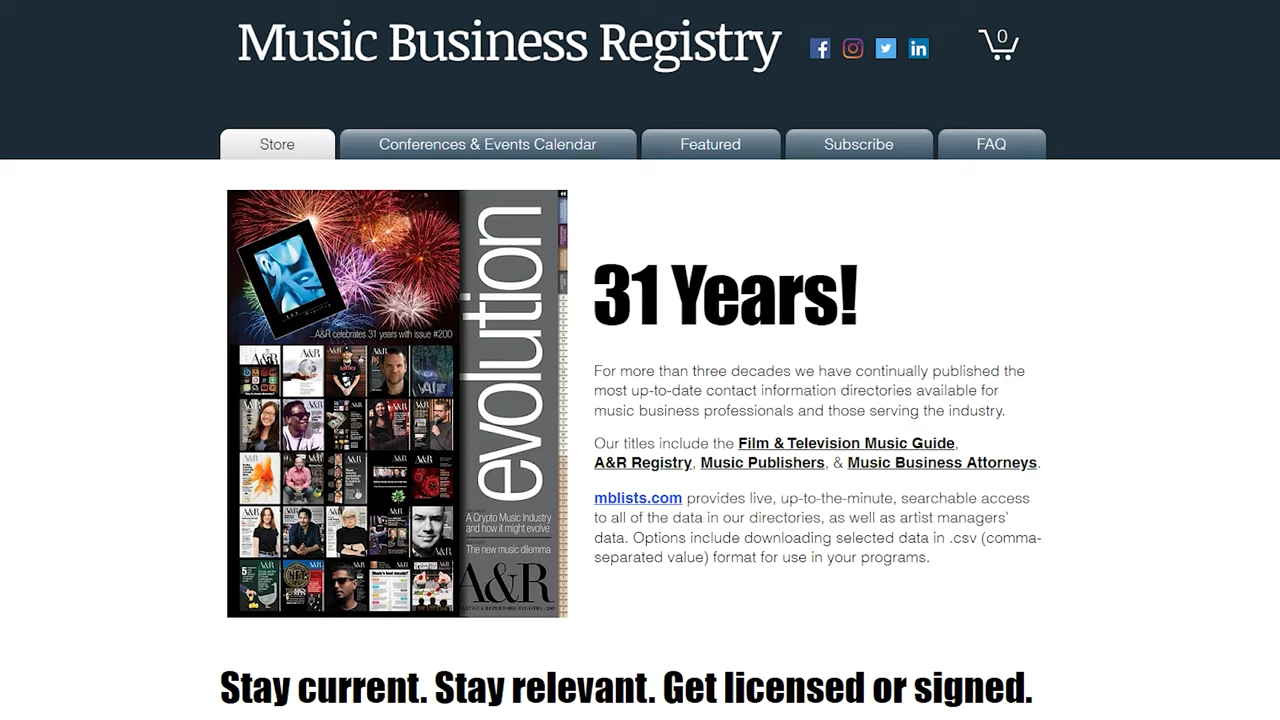 Music Business Registry
0
Store
Conferences & Events Calendar
Featured
Subscribe
FAQ
evolution
...A&R celebrates 31 years with issue #200
A Crypto Music Industry
and how it might evolve
The new music dilemma
A&R
31 Years!
For more than three decades we have continually published the
most up-to-date contact information directories available for
music business professionals and those serving the industry.
Our titles include the Film & Television Music Guide,
A&R Registry, Music Publishers, & Music Business Attorneys.
mblists.com provides live, up-to-the-minute, searchable access
to all of the data in our directories, as well as artist managers'
data. Options include downloading selected data in .csv (comma-
separated value) format for use in your programs.
Stay current. Stay relevant. Get licensed or signed.